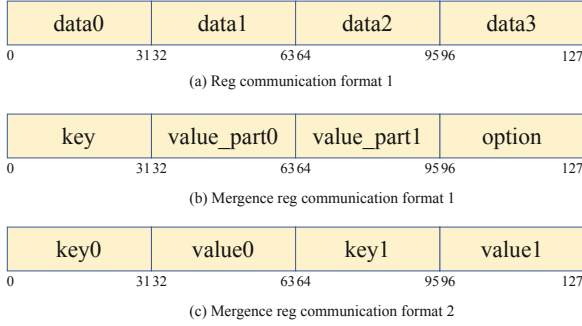 data0 data1 data2 data3
0 31 32 63 64 95 96 127
(a) Reg communication format 1
key value_part0 value_part1 option
0 31 32 63 64 95 96 127
(b) Mergence reg communication format 1
key0 value0 key1 value1
0 31 32 63 64 95 96 127
(c) Mergence reg communication format 2